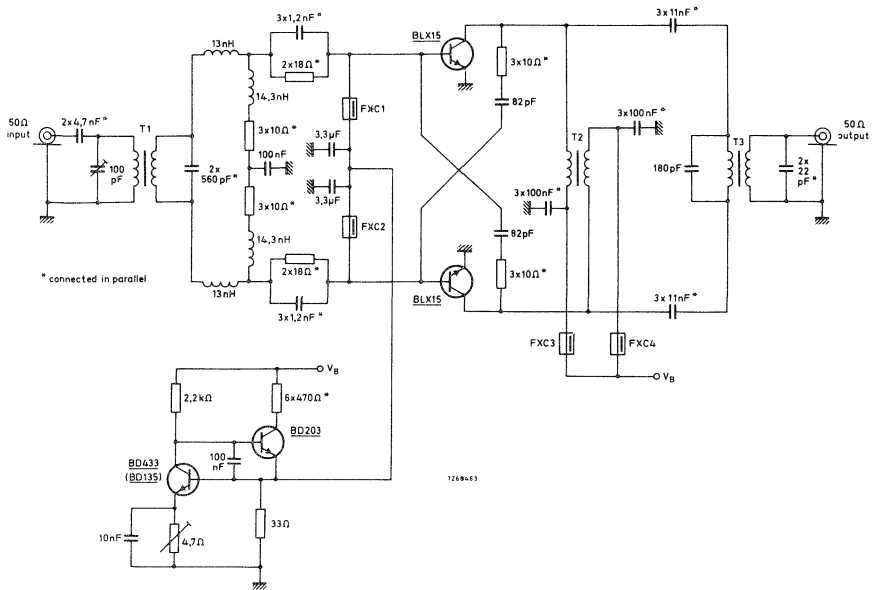 3x1,2nF*
BLX15
3x11nF*
13nH
2x18Ω*
3x10Ω*
14,3nH
FXC1
82pF
50Ω
input
2x4,7nF*
T1
3x10Ω*
3,3µF
3x100nF*
50Ω
output
T2
100
pF
2x
560pF*
100nF
180pF
T3
2x
22
pF*
3x100nF*
3x10Ω*
3,3µF
FXC2
82pF
14,3nH
2x18Ω*
3x10Ω*
* connected in parallel
13nH
BLX15
3x1,2nF*
3x11nF*
FXC3
FXC4
VB
VB
2,2kΩ
6x470Ω*
BD203
100
nF
BD433
(BD135)
7Z68463
33Ω
10nF
4,7Ω